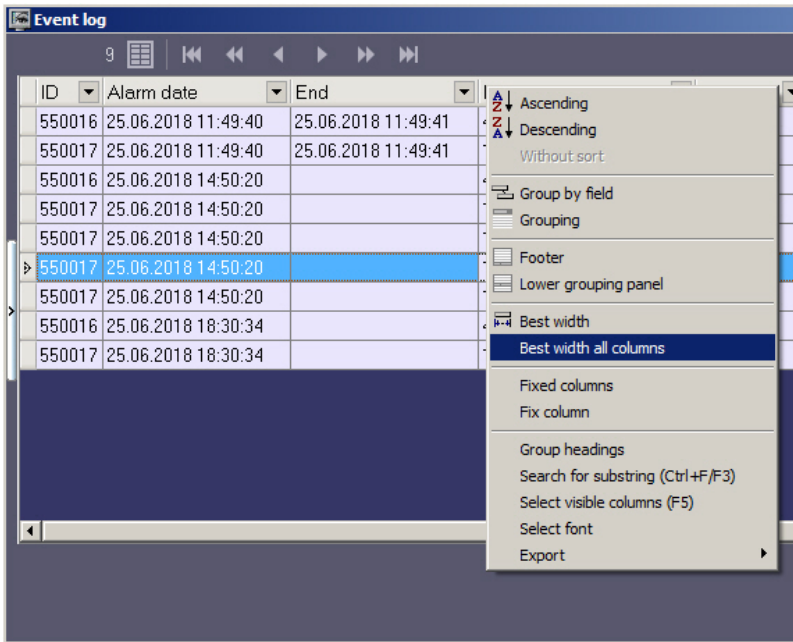 Event log
9
ID Alarm date End
550016 25.06.2018 11:49:40 25.06.2018 11:49:41
550017 25.06.2018 11:49:40 25.06.2018 11:49:41
550016 25.06.2018 14:50:20
550017 25.06.2018 14:50:20
550017 25.06.2018 14:50:20
550017 25.06.2018 14:50:20
550017 25.06.2018 14:50:20
550016 25.06.2018 18:30:34
550017 25.06.2018 18:30:34
Ascending
Descending
Without sort
Group by field
Grouping
Footer
Lower grouping panel
Best width
Best width all columns
Fixed columns
Fix column
Group headings
Search for substring (Ctrl+F/F3)
Select visible columns (F5)
Select font
Export